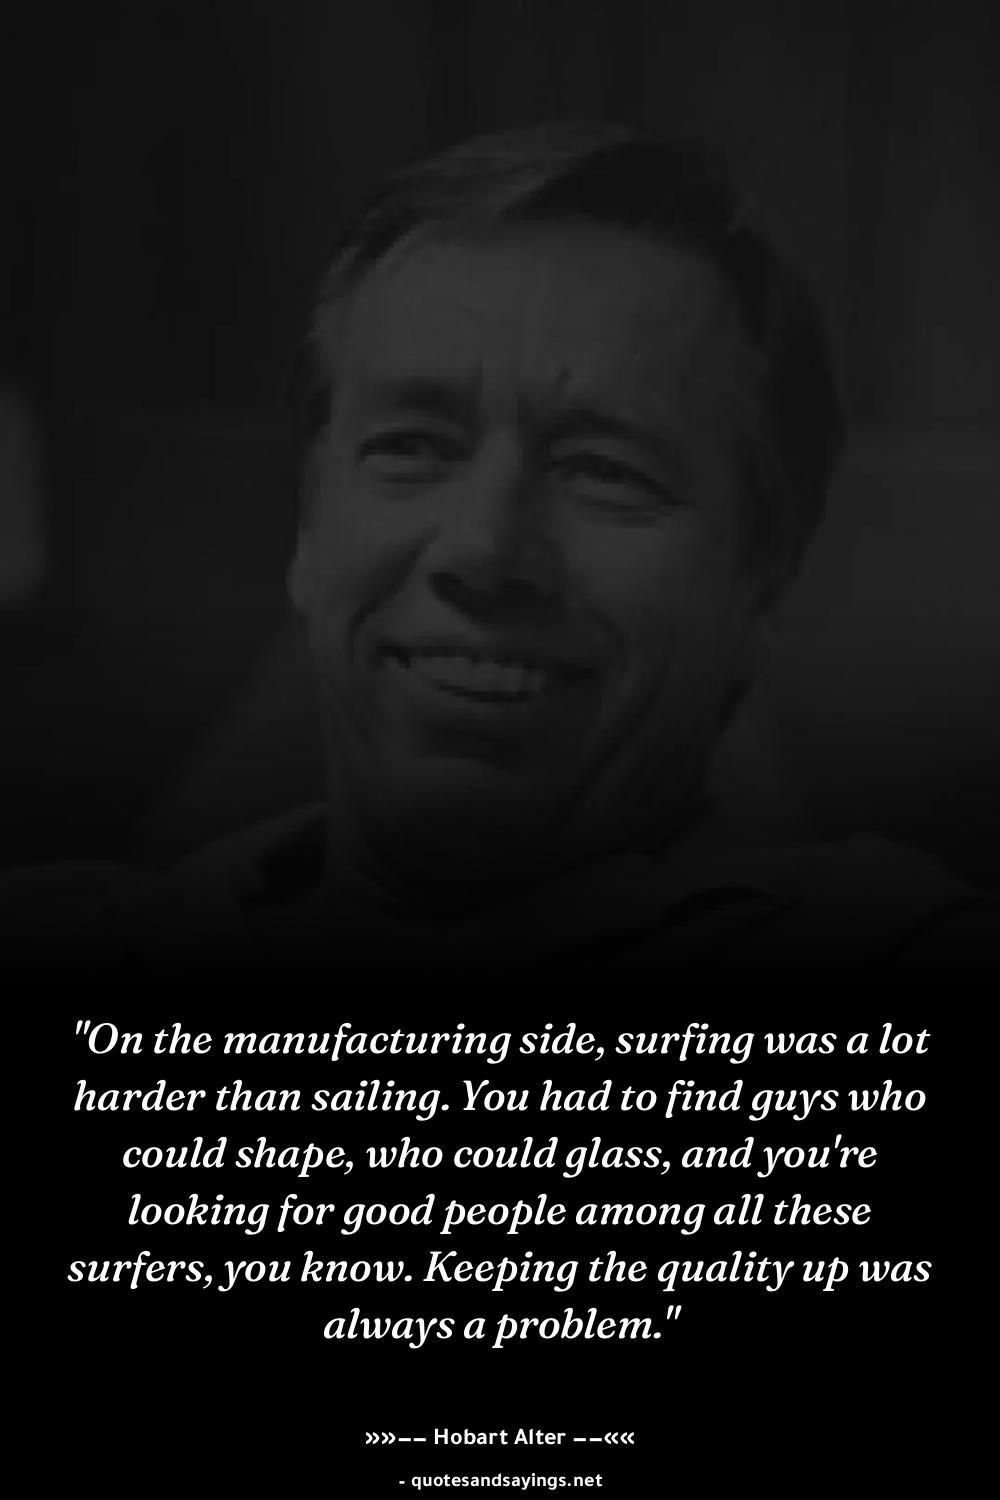 "On the manufacturing side, surfing was a lot
harder than sailing. You had to find guys who
could shape, who could glass, and you're
looking for good people among all these
surfers, you know. Keeping the quality up was
always a problem."
»»-- Hobart Alter --««
- quotesandsayings.net